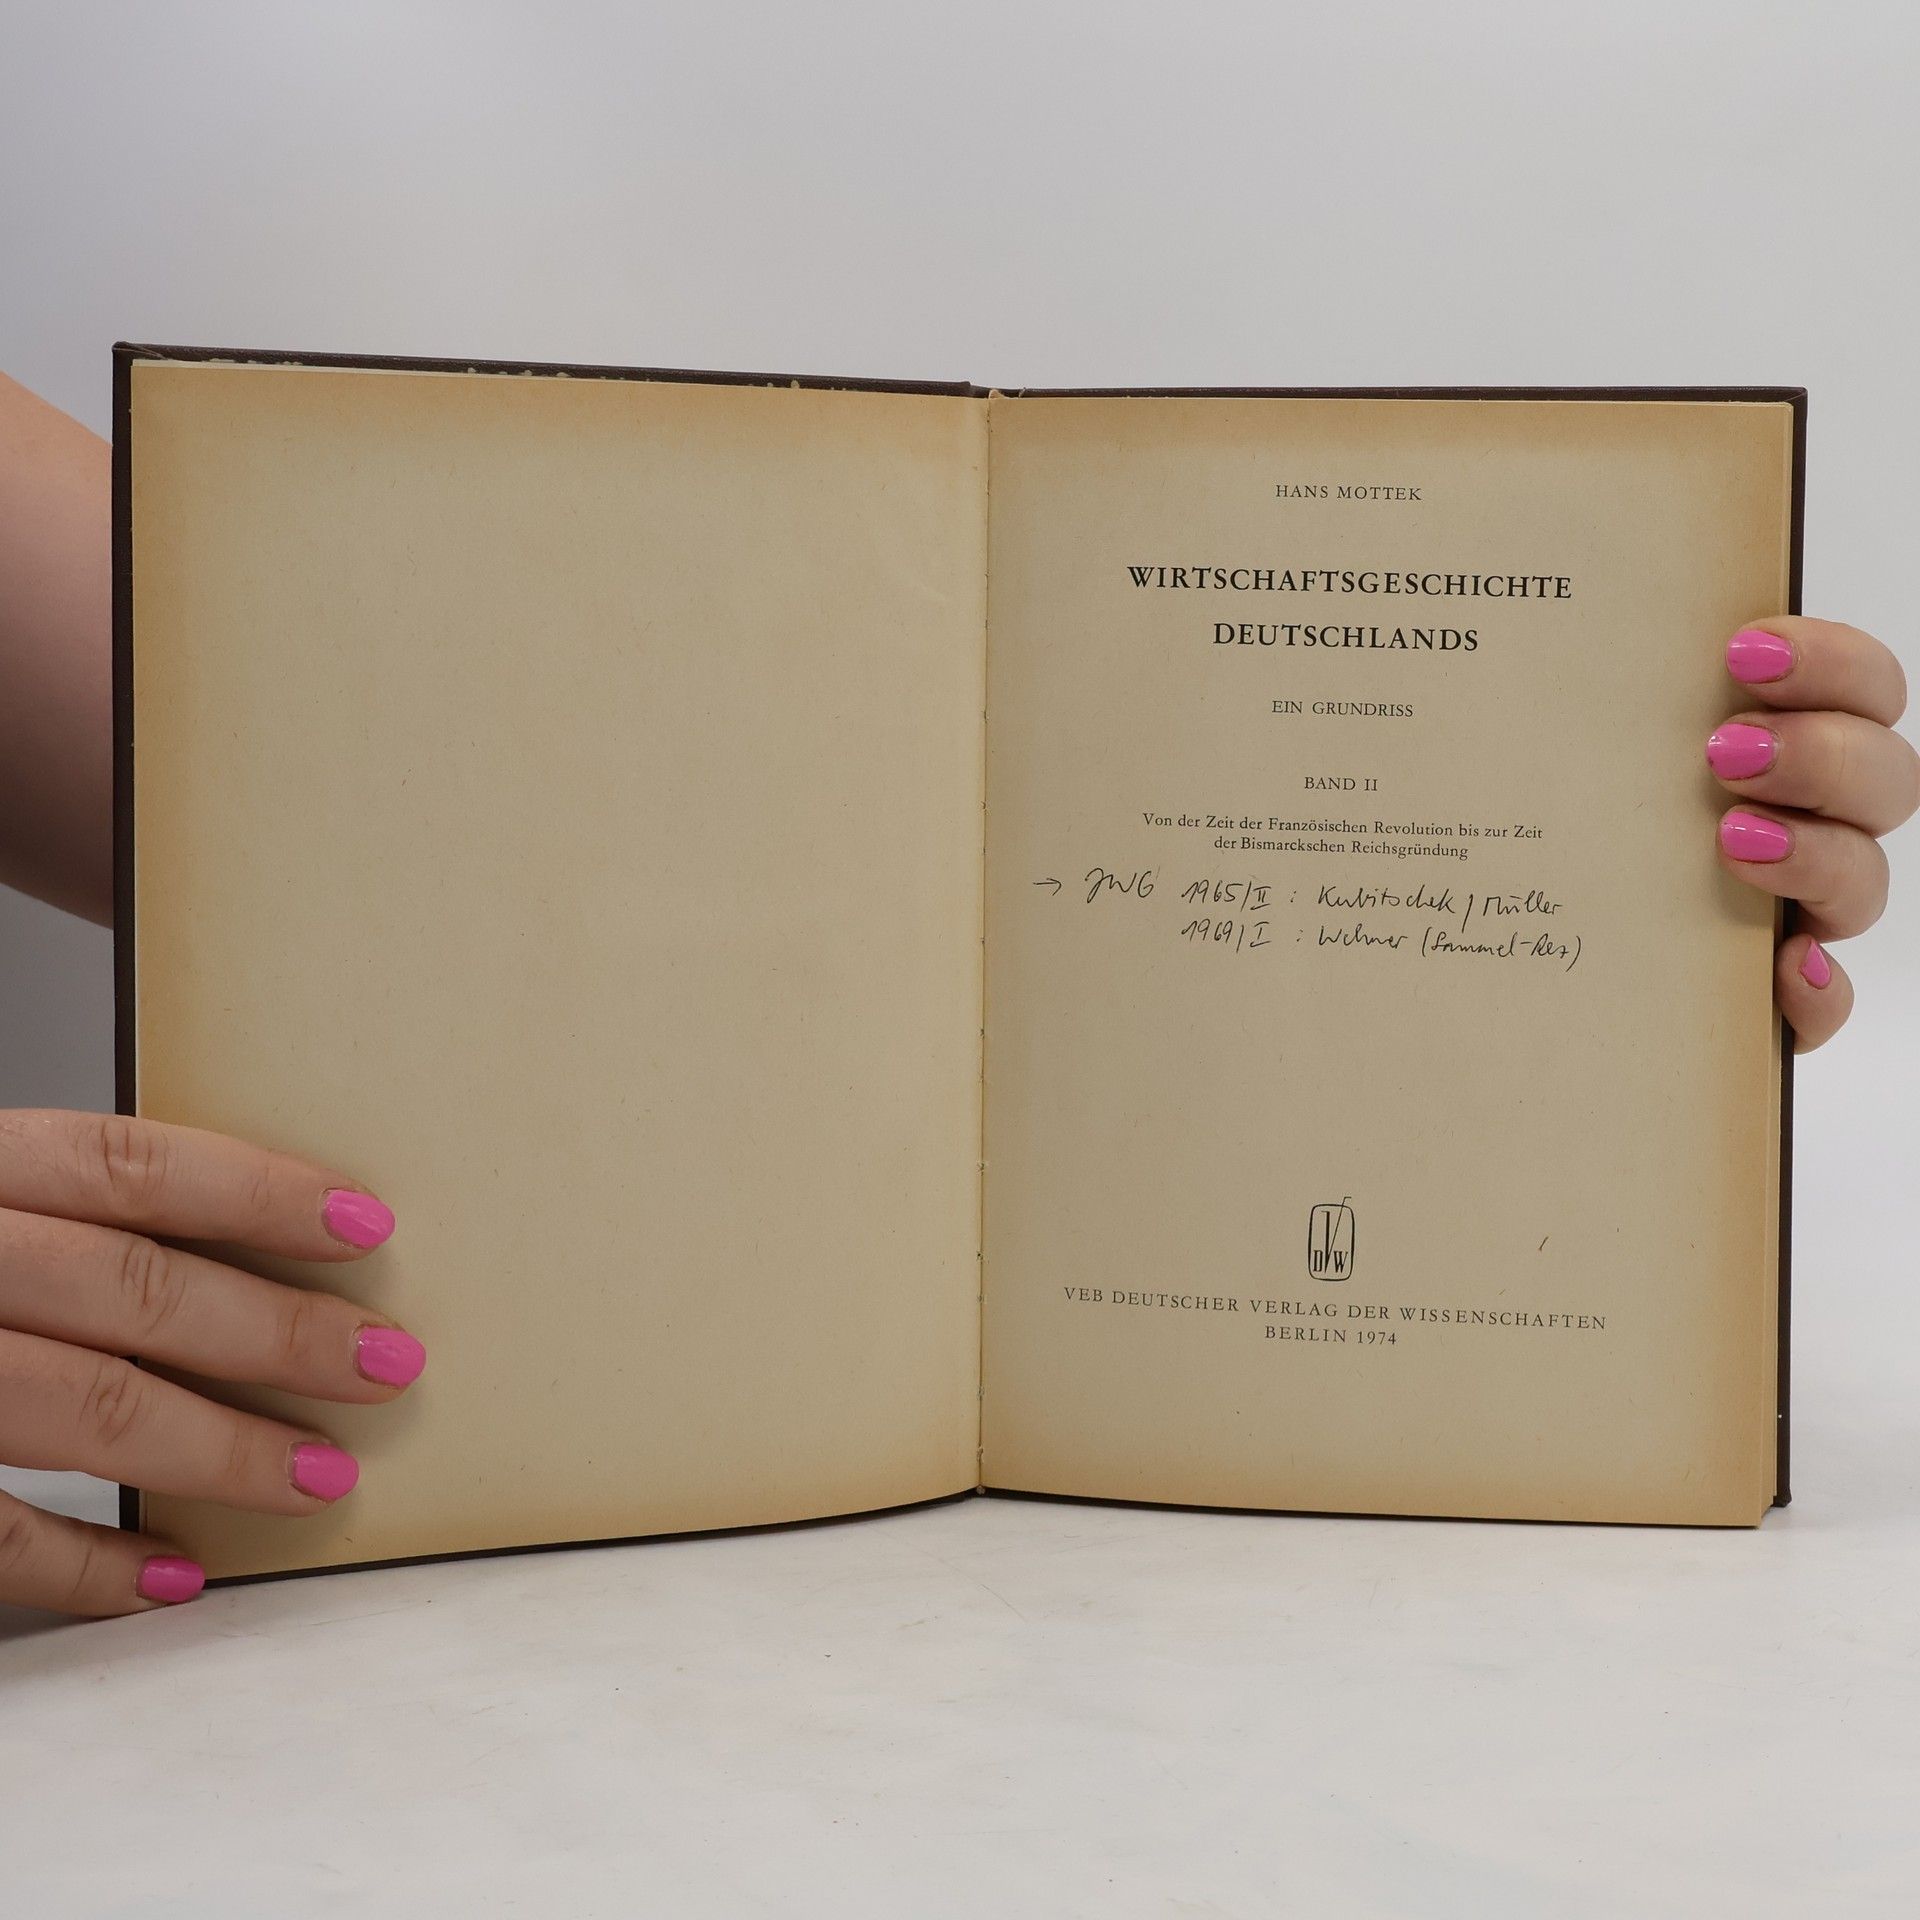 HANS MOTTEK
WIRTSCHAFTSGESCHICHTE
DEUTSCHLANDS
EIN GRUNDRISS
BAND II
Von der Zeit der Französischen Revolution bis zur Zeit
der Bismarckschen Reichsgründung
→ JWG 1965/II : Kubitschek / Müller
1969/I : Wehner (Sammel-Rez)
DVW
VEB DEUTSCHER VERLAG DER WISSENSCHAFTEN
BERLIN 1974